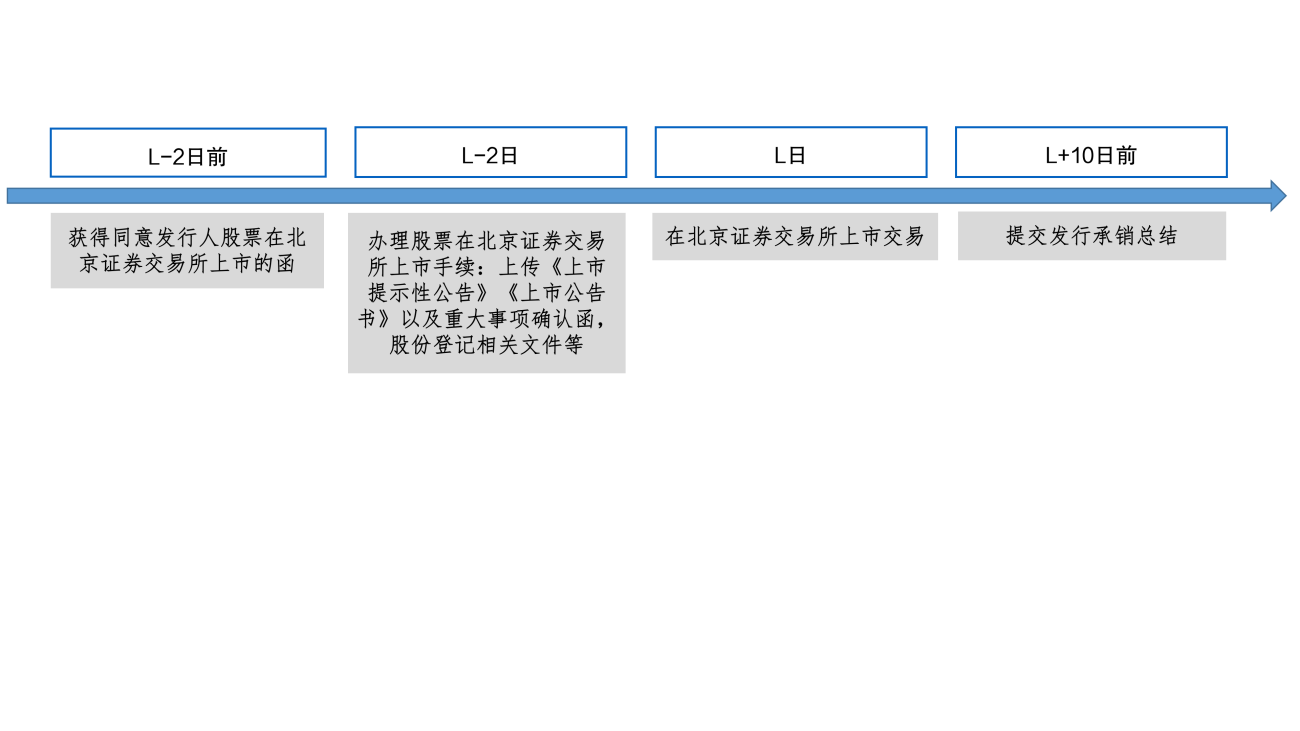 L-2日前
L-2日
L日
L+10日前
获得同意发行人股票在北
京证券交易所上市的函
办理股票在北京证券交易
所上市手续：上传《上市
提示性公告》《上市公告
书》以及重大事项确认函，
股份登记相关文件等
在北京证券交易所上市交易
提交发行承销总结